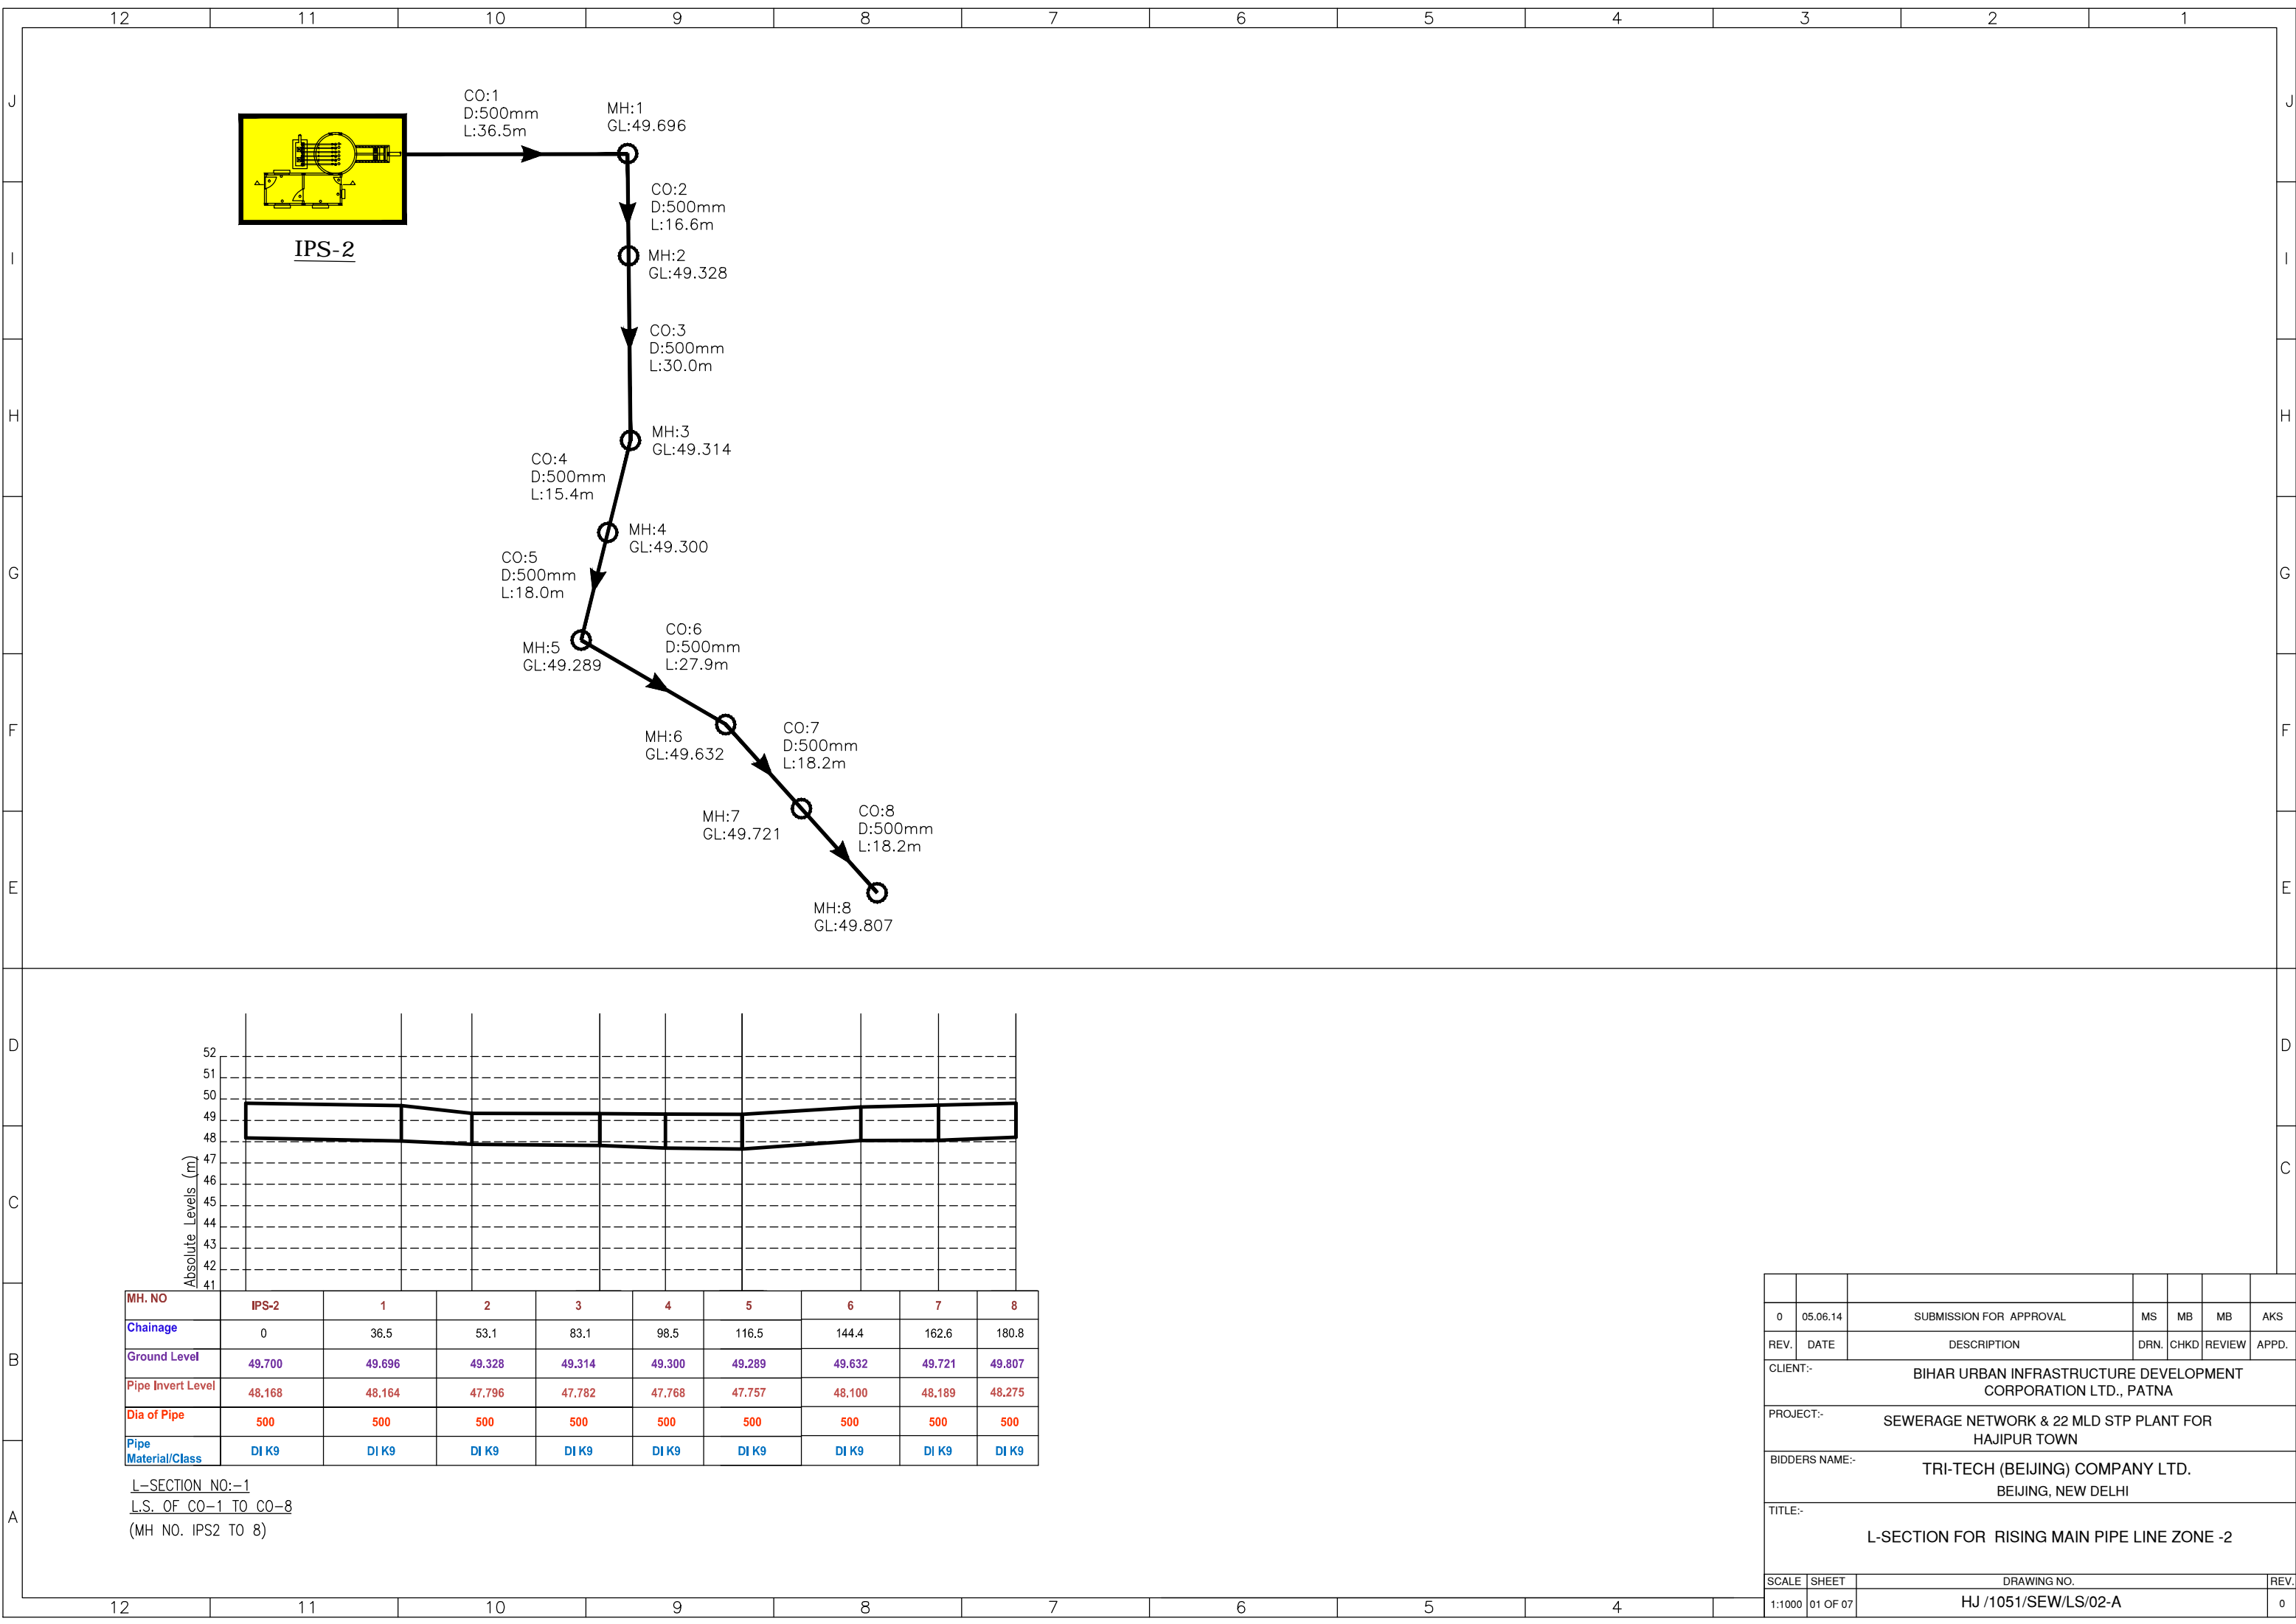 12 11 10 9 8 7 6 5 4 3 2 1
J
I
H
G
F
E
D
C
B
A
CO:1
D:500mm
L:36.5m
MH:1
GL:49.696
IPS-2
CO:2
D:500mm
L:16.6m
MH:2
GL:49.328
CO:3
D:500mm
L:30.0m
MH:3
GL:49.314
CO:4
D:500mm
L:15.4m
MH:4
GL:49.300
CO:5
D:500mm
L:18.0m
MH:5
GL:49.289
CO:6
D:500mm
L:27.9m
MH:6
GL:49.632
CO:7
D:500mm
L:18.2m
MH:7
GL:49.721
CO:8
D:500mm
L:18.2m
MH:8
GL:49.807
J
I
H
G
F
E
D
C
Absolute Levels (m)
52
51
50
49
48
47
46
45
44
43
42
41
MH. NO IPS-2 1 2 3 4 5 6 7 8
Chainage 0 36.5 53.1 83.1 98.5 116.5 144.4 162.6 180.8
Ground Level 49.700 49.696 49.328 49.314 49.300 49.289 49.632 49.721 49.807
Pipe Invert Level 48.168 48.164 47.796 47.782 47.768 47.757 48.100 48.189 48.275
Dia of Pipe 500 500 500 500 500 500 500 500 500
Pipe
Material/Class DI K9 DI K9 DI K9 DI K9 DI K9 DI K9 DI K9 DI K9 DI K9
L-SECTION NO:-1
L.S. OF CO-1 TO CO-8
(MH NO. IPS2 TO 8)
0 05.06.14 SUBMISSION FOR APPROVAL MS MB MB AKS
REV. DATE DESCRIPTION DRN. CHKD REVIEW APPD.
CLIENT:- BIHAR URBAN INFRASTRUCTURE DEVELOPMENT
CORPORATION LTD., PATNA
PROJECT:- SEWERAGE NETWORK & 22 MLD STP PLANT FOR
HAJIPUR TOWN
BIDDERS NAME:- TRI-TECH (BEIJING) COMPANY LTD.
BEIJING, NEW DELHI
TITLE:-
L-SECTION FOR RISING MAIN PIPE LINE ZONE -2
SCALE SHEET DRAWING NO. REV.
1:1000 01 OF 07 HJ /1051/SEW/LS/02-A 0
12 11 10 9 8 7 6 5 4